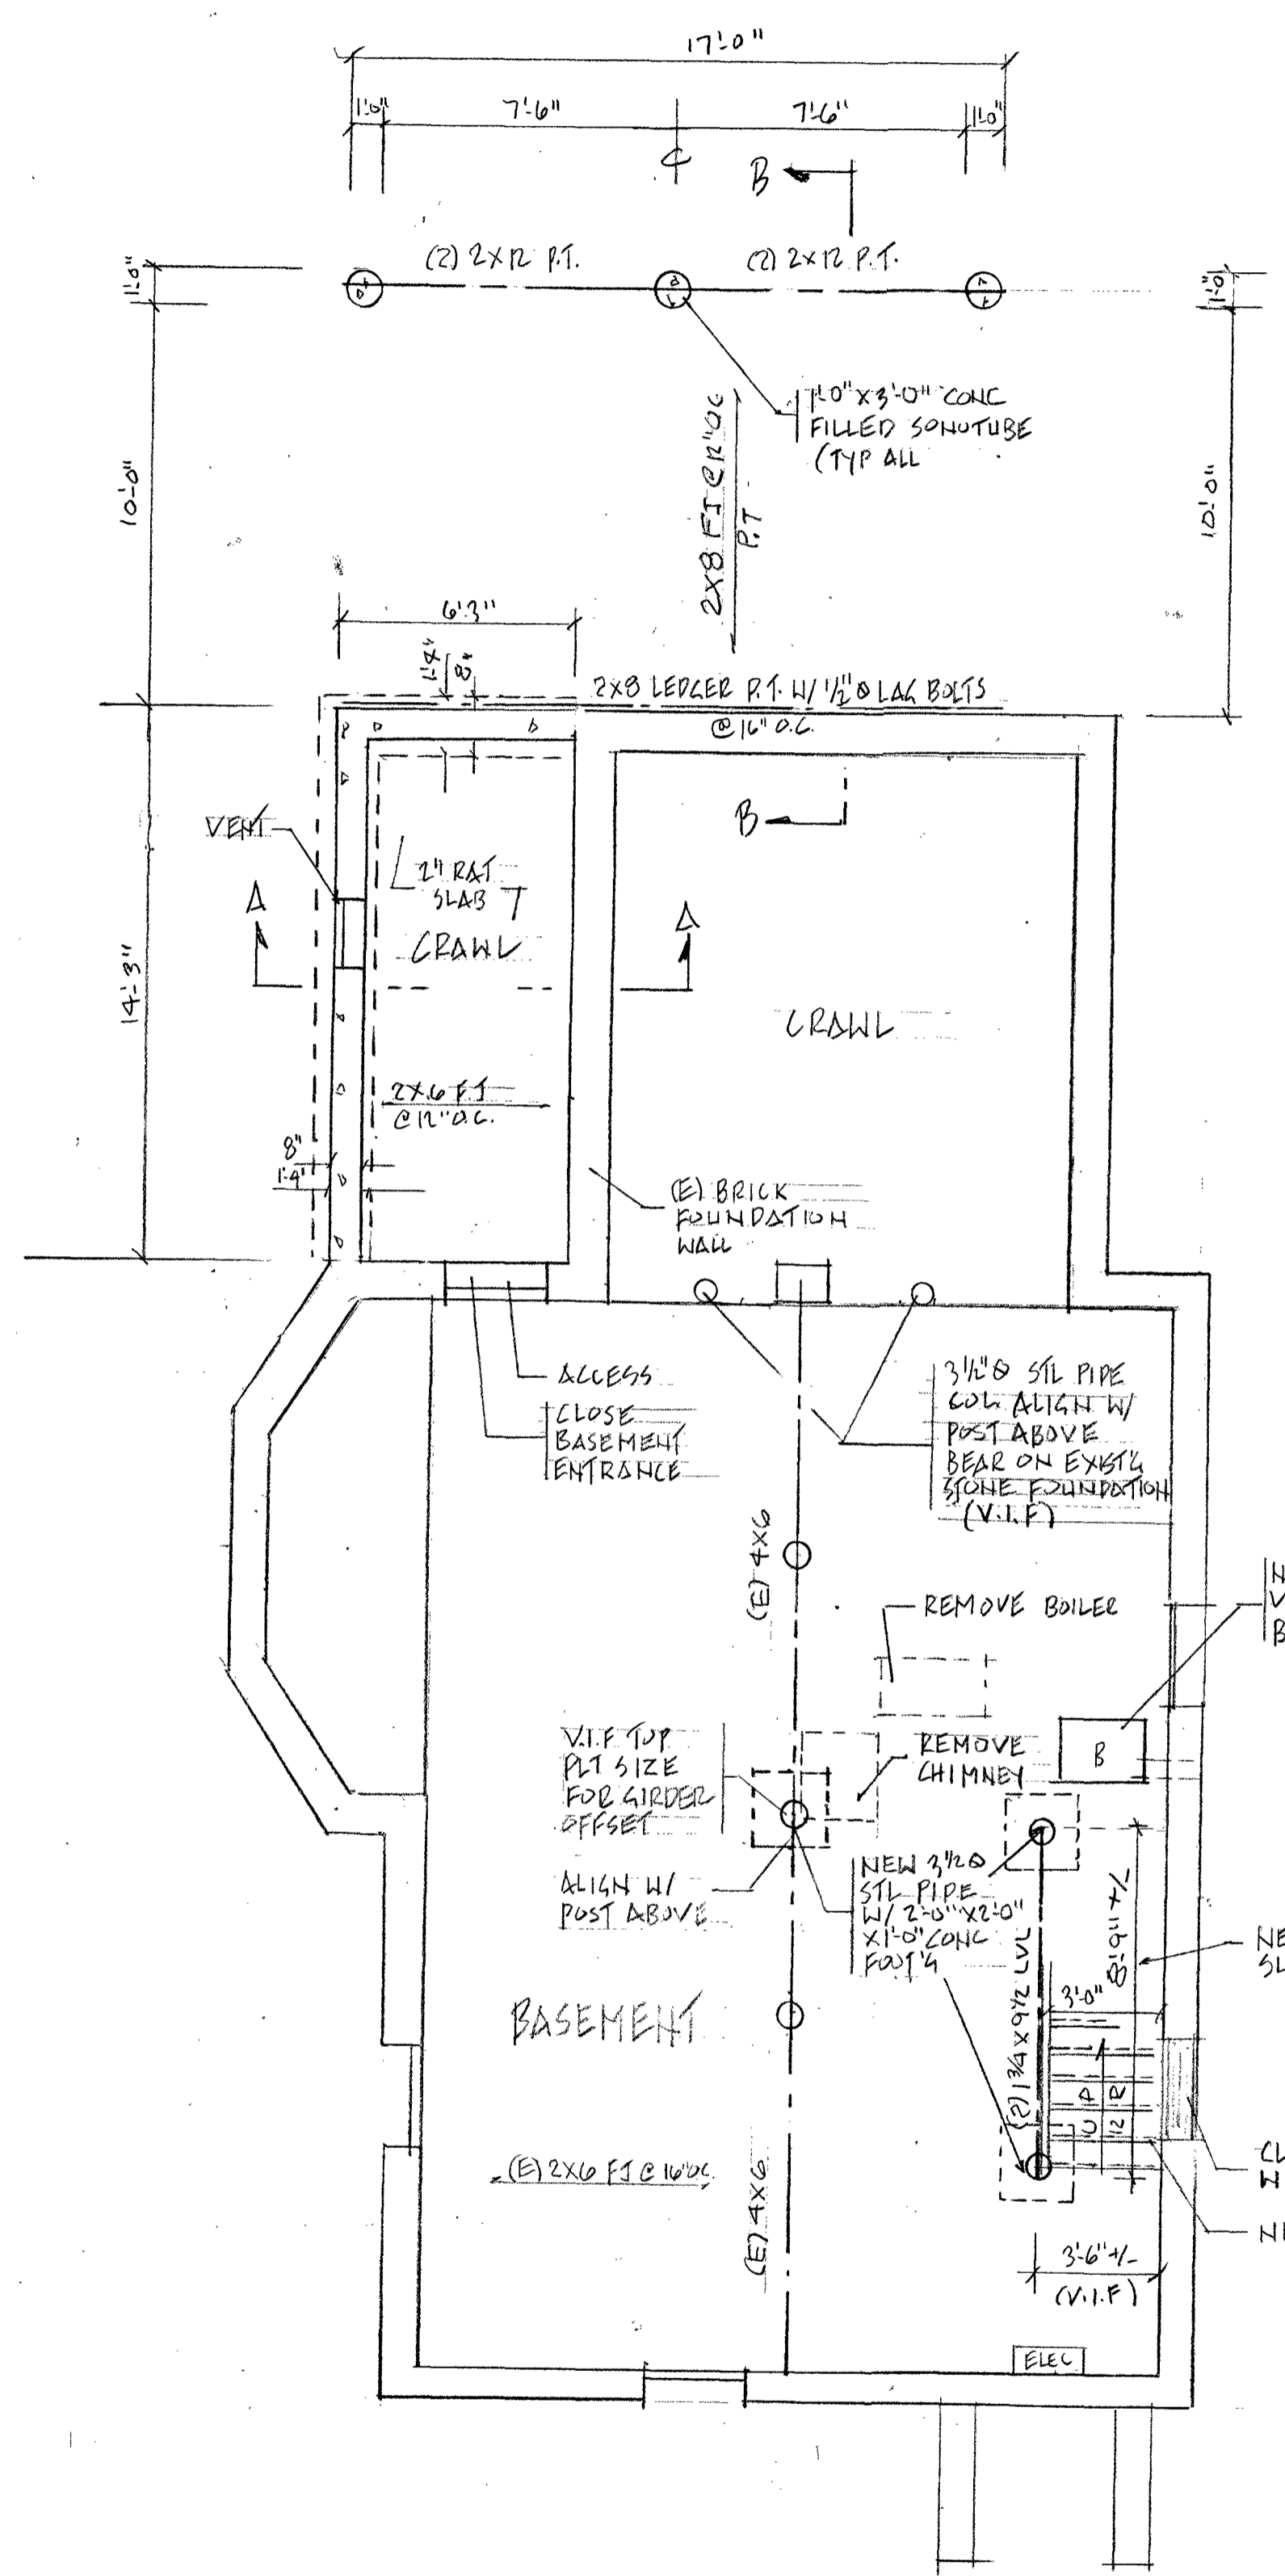 17'-0"
1'-0" 7'-6" 7'-6" 1'-0"
B
(2) 2X12 P.T. (2) 2X12 P.T.
1'-0"
1'-0"
1'-0" X 3'-0" CONC
FILLED SONOTUBE
(TYP ALL
10'-0"
10'-0"
2X8 FJ @ 12" OC
P.T
6'-3"
1'-4"
8"
2X8 LEDGER P.T. W/ 1/2" Ø LAG BOLTS
@ 16" O.C.
VENT
B
2" RAT
SLAB
A
A
CRAWL
14'-3"
CRAWL
2X6 FJ
@ 12" O.C.
8"
1'-4"
(E) BRICK
FOUNDATION
WALL
ACCESS
CLOSE
BASEMENT
ENTRANCE
3 1/2" Ø STL PIPE
COL ALIGN W/
POST ABOVE
BEAR ON EXIST'G
STONE FOUNDATION
(V.I.F)
(E) 4X6
REMOVE BOILER
V.I.F TOP
PLT SIZE
FOR GIRDER
OFFSET
REMOVE
CHIMNEY
B
ALIGN W/
POST ABOVE
NEW 3 1/2 Ø
STL PIPE
W/ 2'-0" X 2'-0"
X 1'-0" CONC
FOOT'G
(2) 1 3/4 X 9 1/2 LVL
8'-9" +/-
NE
SL
3'-0"
BASEMENT
UP
12 R
(E) 2X6 FJ @ 16" OC.
(E) 4X6
CL
3'-6" +/-
(V.I.F)
ELEC